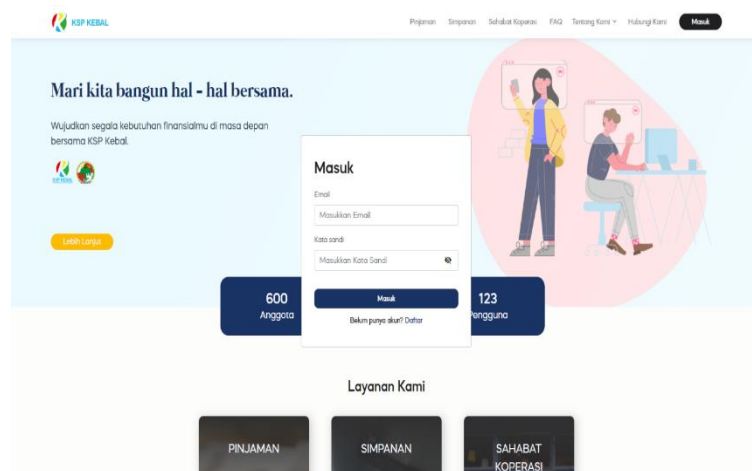 KSP KEBAL
Pinjaman Simpanan Sahabat Koperasi FAQ Tentang Kami Hubungi Kami Masuk
Mari kita bangun hal - hal bersama.
Wujudkan segala kebutuhan finansialmu di masa depan
bersama KSP Kebal.
KSP KEBAL
Lebih Lanjut
Masuk
Email
Masukkan Email
Kata sandi
Masukkan Kata Sandi
Masuk
Belum punya akun? Daftar
600
Anggota
123
Pengguna
Layanan Kami
PINJAMAN
SIMPANAN
SAHABAT
KOPERASI